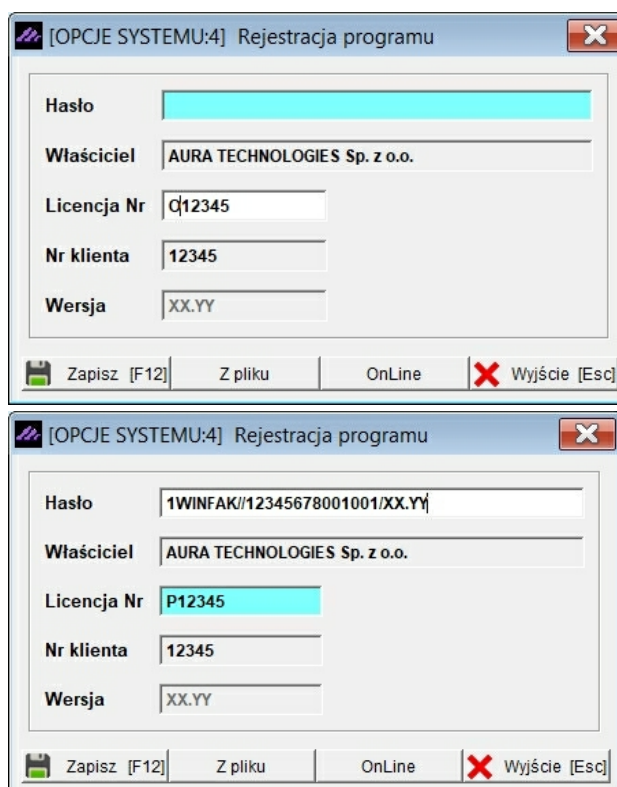 [OPCJE SYSTEMU:4] Rejestracja programu
Hasło
Właściciel AURA TECHNOLOGIES Sp. z o.o.
Licencja Nr O12345
Nr klienta 12345
Wersja XX.YY
Zapisz [F12] Z pliku OnLine Wyjście [Esc]
[OPCJE SYSTEMU:4] Rejestracja programu
Hasło 1WINFAK//12345678001001/XX.YY
Właściciel AURA TECHNOLOGIES Sp. z o.o.
Licencja Nr P12345
Nr klienta 12345
Wersja XX.YY
Zapisz [F12] Z pliku OnLine Wyjście [Esc]